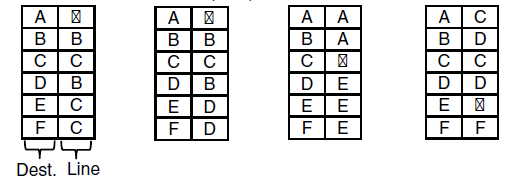 A ⌧ A ⌧ A A A C
B B B B B A B D
C C C C C ⌧ C C
D B D B D E D D
E C E D E E E ⌧
F C F D F E F F
Dest. Line